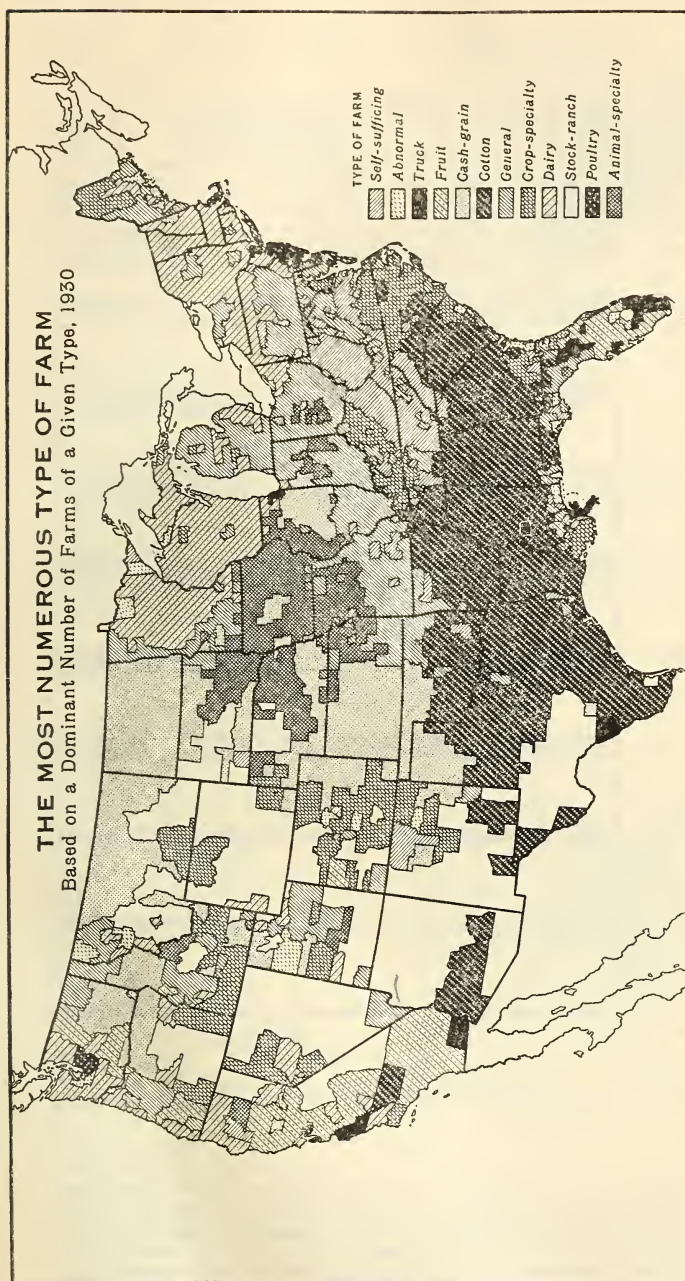 THE MOST NUMEROUS TYPE OF FARM
Based on a Dominant Number of Farms of a Given Type, 1930
TYPE OF FARM
Self-sufficing
Abnormal
Truck
Fruit
Cash-grain
Cotton
General
Crop-specialty
Dairy
Stock-ranch
Poultry
Animal-specialty